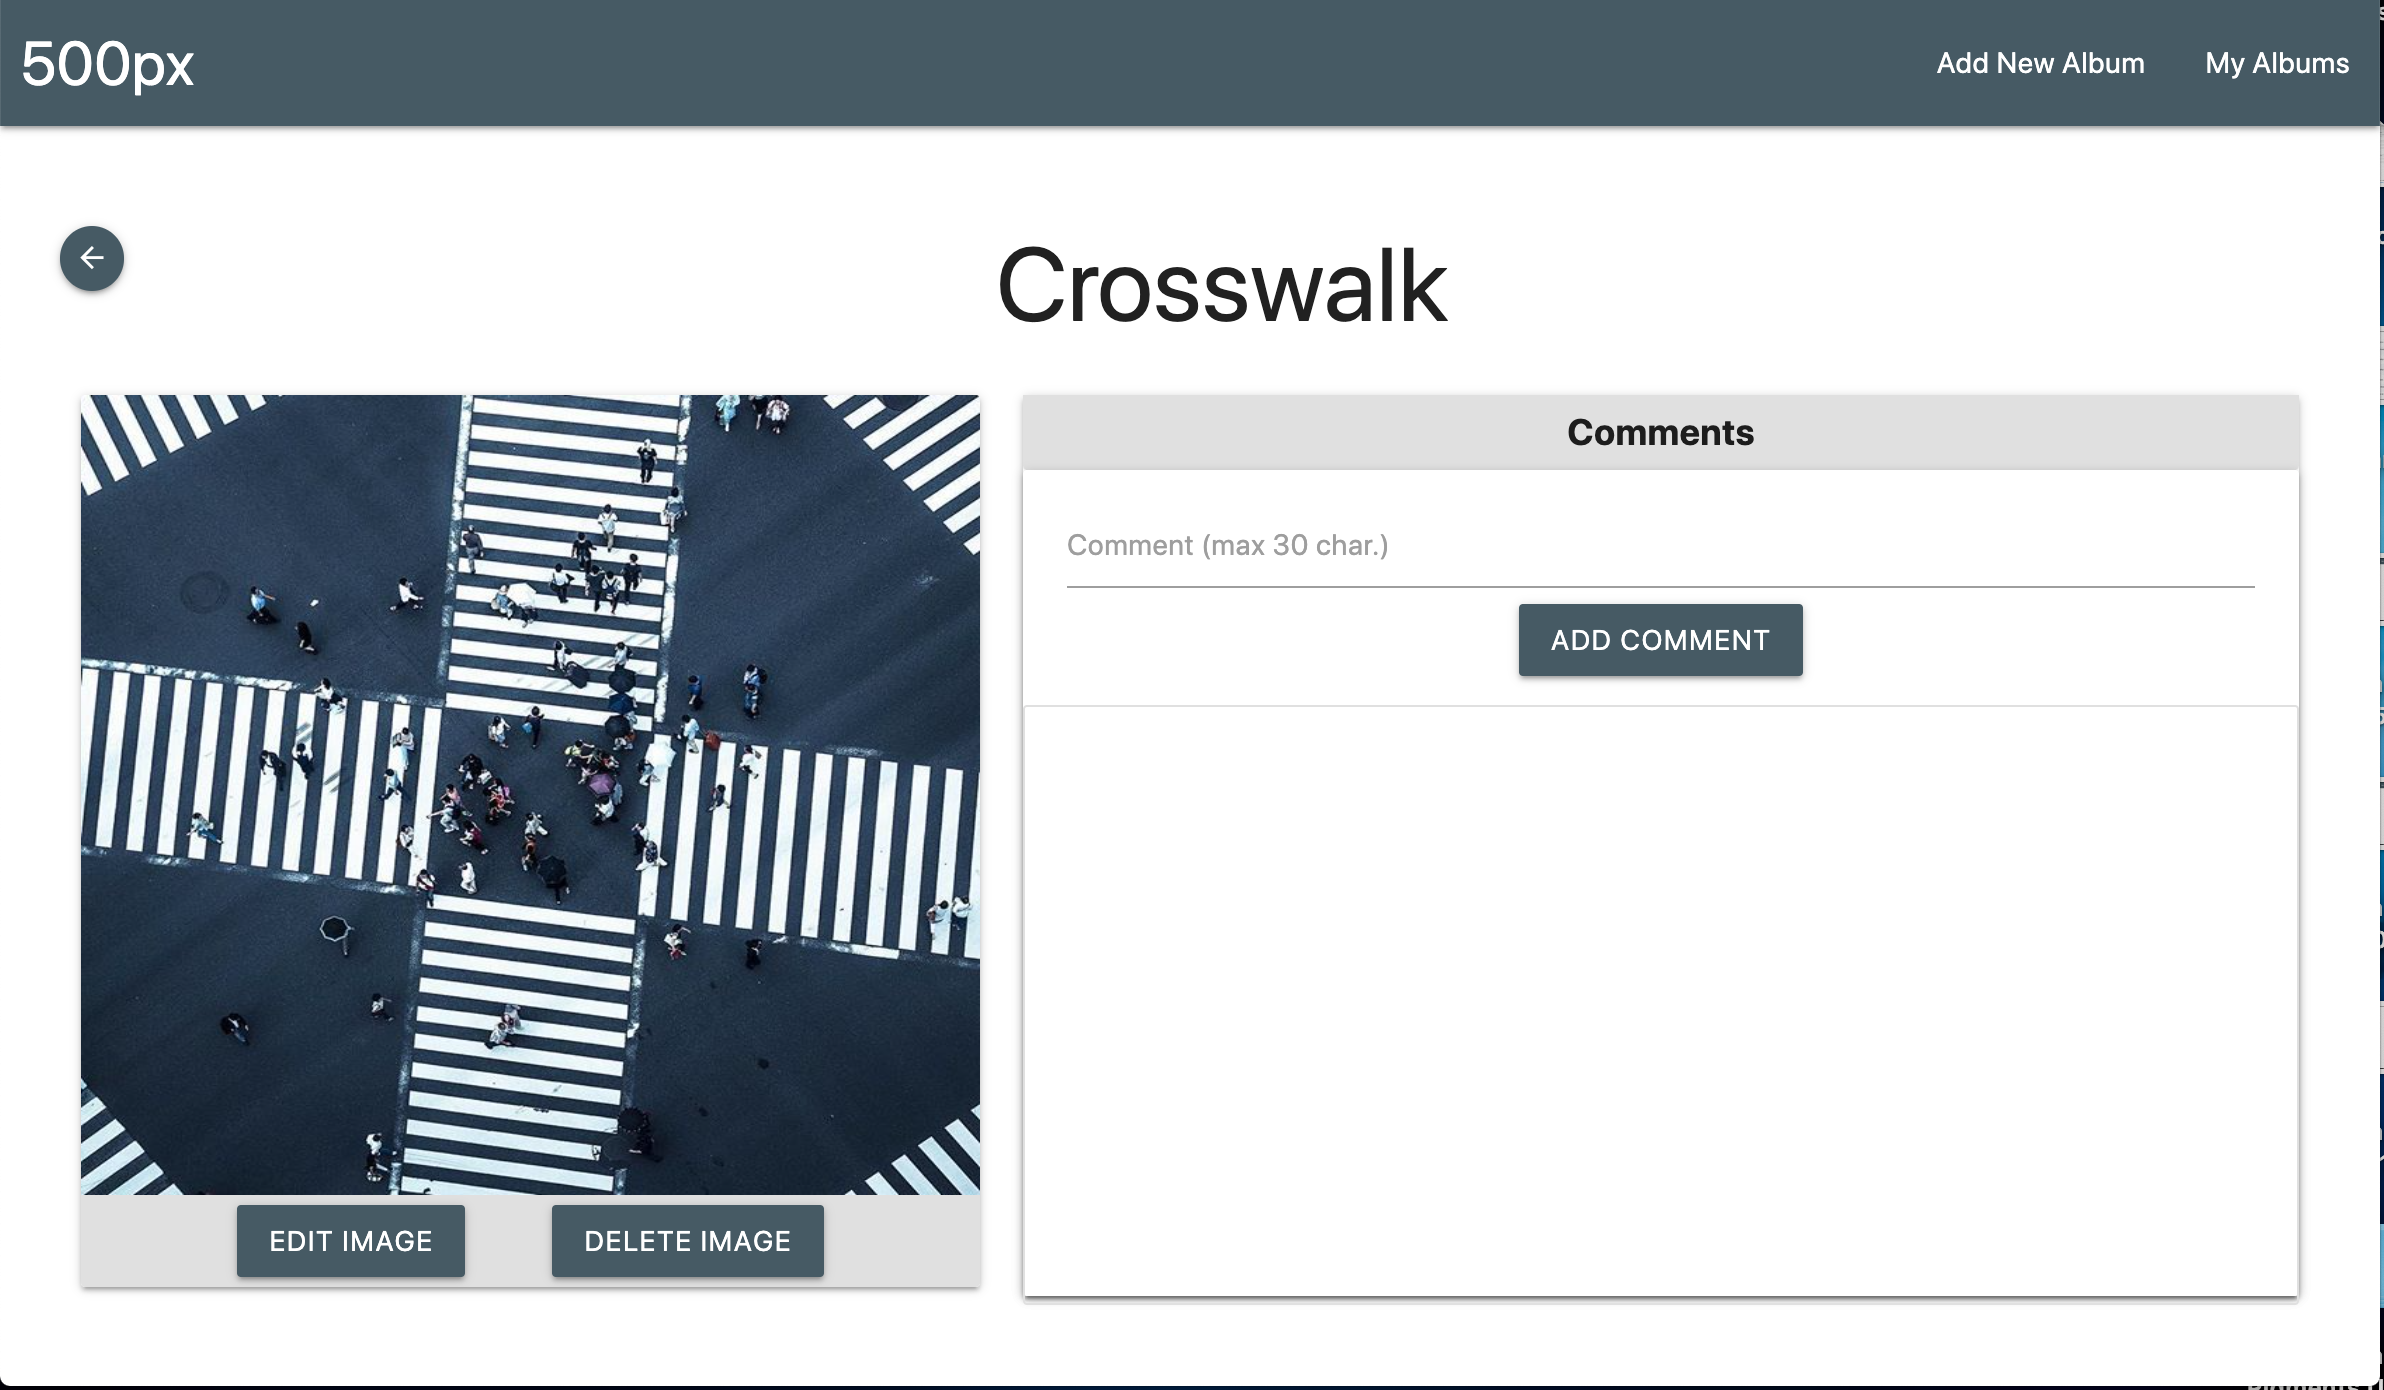 500px
Add New Album
My Albums
Crosswalk
Comments
Comment (max 30 char.)
ADD COMMENT
EDIT IMAGE
DELETE IMAGE